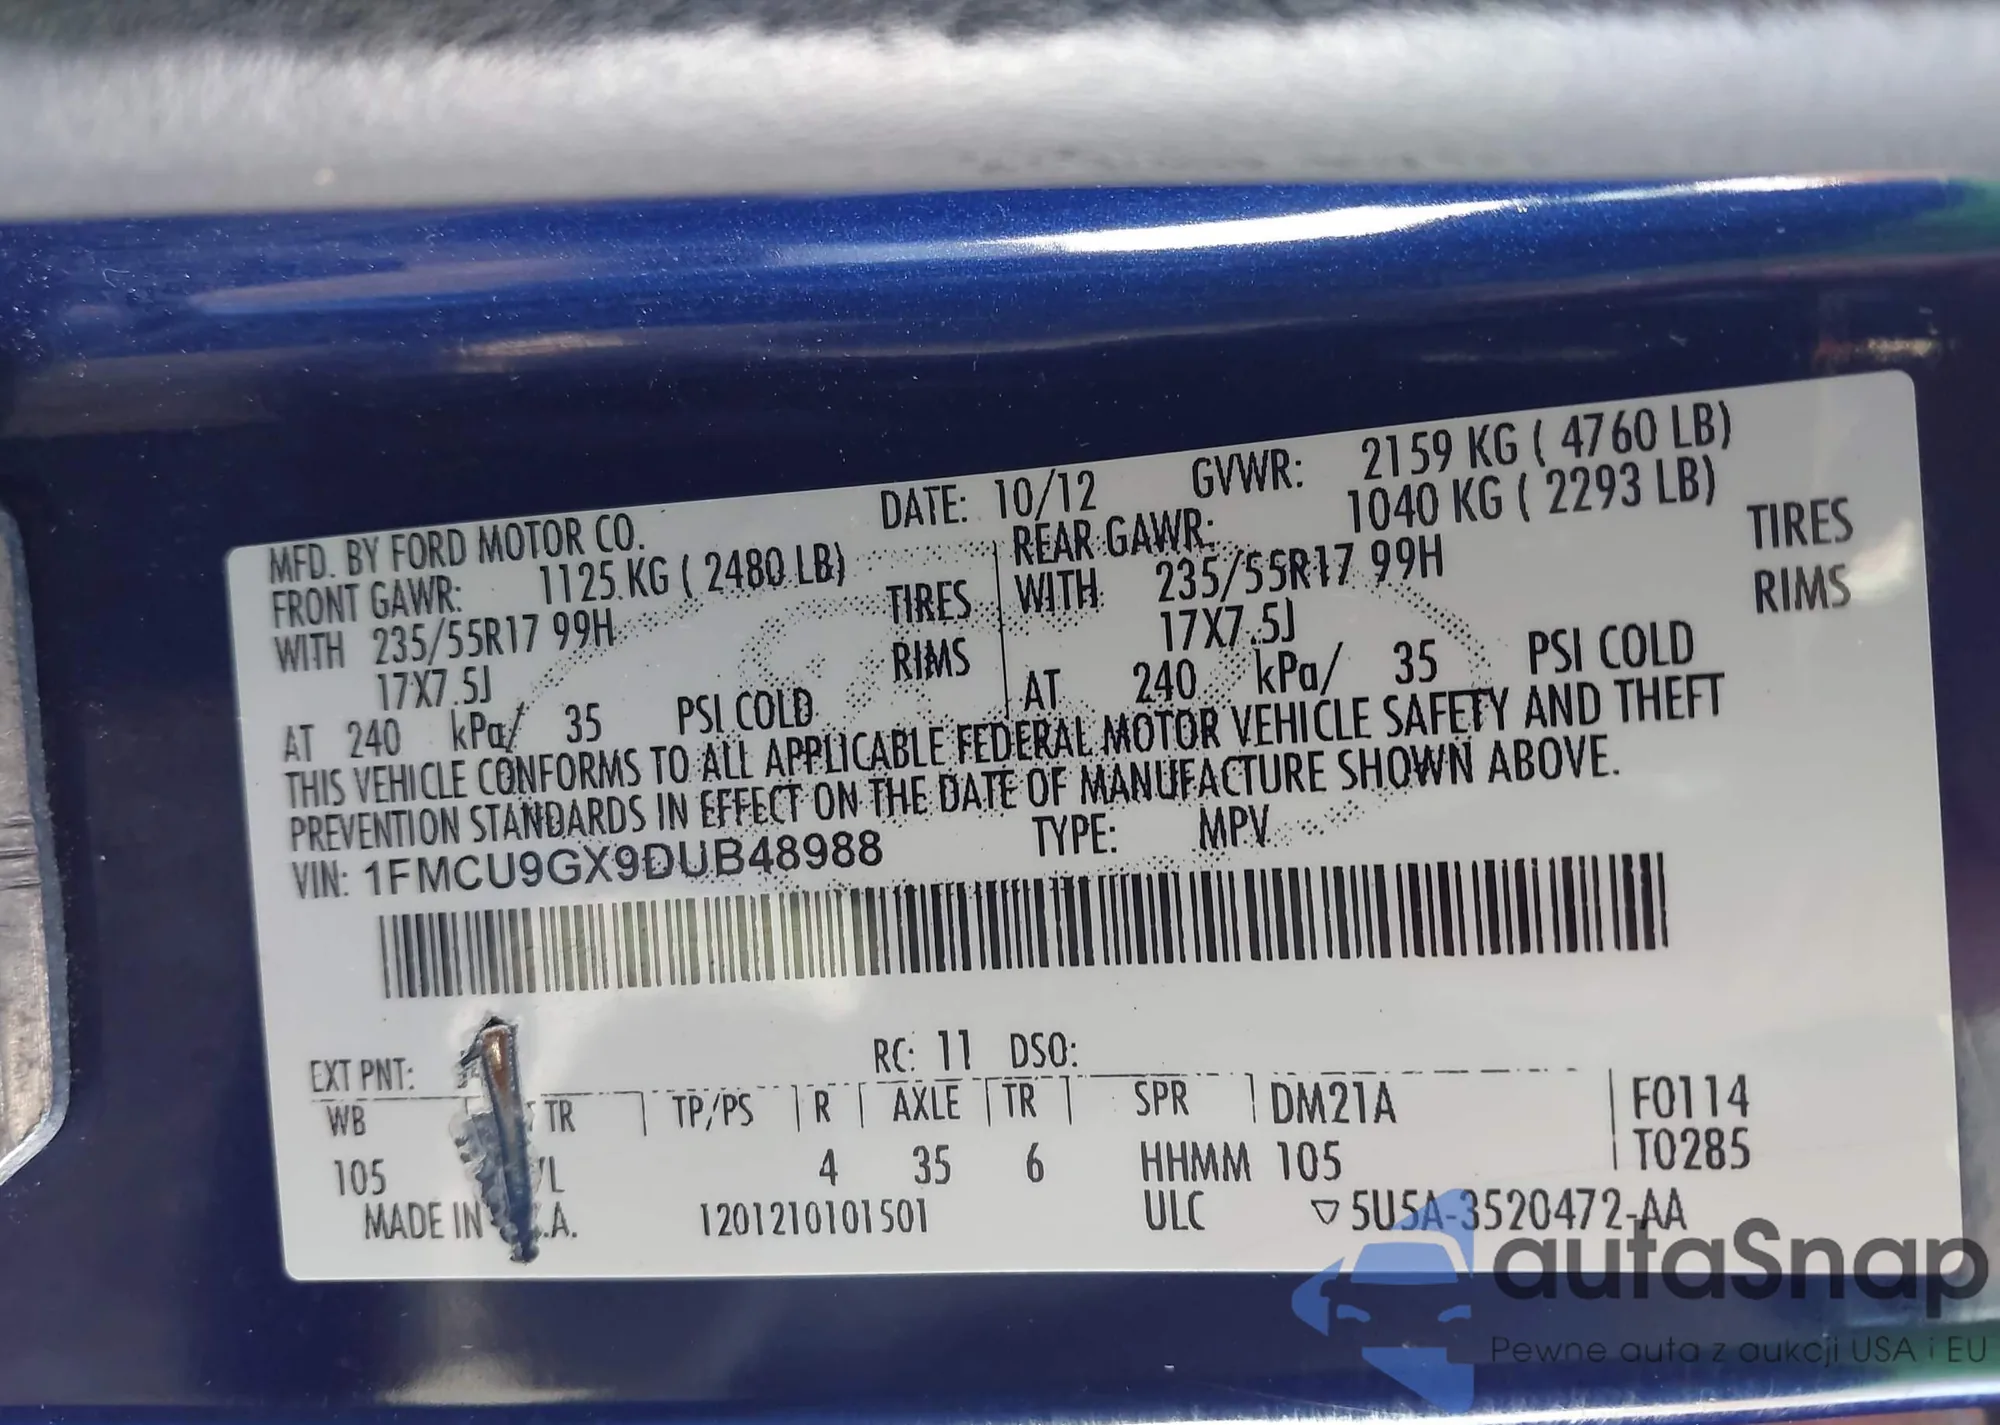 MFD. BY FORD MOTOR CO. DATE: 10/12 GVWR: 2159 KG ( 4760 LB)
FRONT GAWR: 1125 KG ( 2480 LB) REAR GAWR: 1040 KG ( 2293 LB)
WITH 235/55R17 99H TIRES WITH 235/55R17 99H TIRES
17X7.5J RIMS 17X7.5J RIMS
AT 240 kPa/ 35 PSI COLD AT 240 kPa/ 35 PSI COLD
THIS VEHICLE CONFORMS TO ALL APPLICABLE FEDERAL MOTOR VEHICLE SAFETY AND THEFT
PREVENTION STANDARDS IN EFFECT ON THE DATE OF MANUFACTURE SHOWN ABOVE.
VIN: 1FMCU9GX9DUB48988 TYPE: MPV
EXT PNT: RC: 11 DSO:
WB TR TP/PS R AXLE TR SPR DM21A F0114
105 4 35 6 HHMM 105 T0285
MADE IN .A. 1201210101501 ULC ▽5U5A-3520472-AA
autaSnap
Pewne auta z aukcji USA i EU